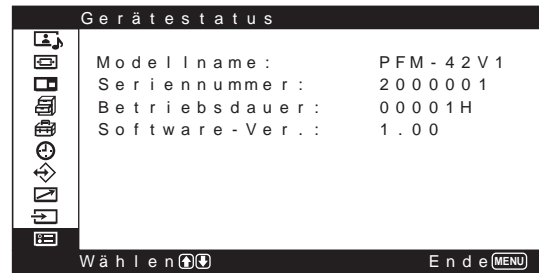 Gerätestatus
Modellname: PFM-42V1
Seriennummer: 2000001
Betriebsdauer: 00001H
Software-Ver.: 1.00
Wählen Ende MENU